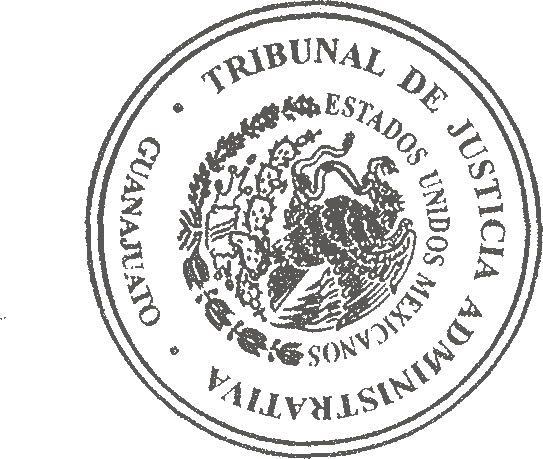 TRIBUNAL DE JUSTICIA ADMINISTRATIVA
GUANAJUATO
ESTADOS UNIDOS MEXICANOS